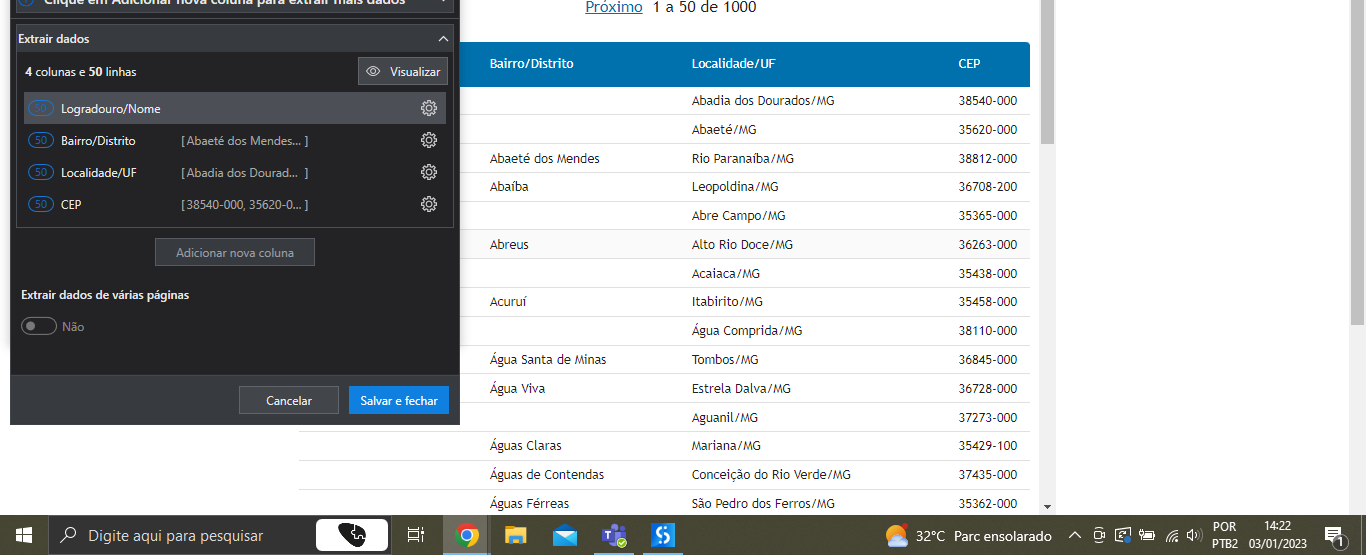 Clique em Adicionar nova coluna para extrair mais dados
Extrair dados
4 colunas e 50 linhas
Visualizar
50 Logradouro/Nome
50 Bairro/Distrito [ Abaeté dos Mendes... ]
50 Localidade/UF [ Abadia dos Dourad... ]
50 CEP [ 38540-000, 35620-0... ]
Adicionar nova coluna
Extrair dados de várias páginas
Não
Cancelar
Salvar e fechar
Próximo 1 a 50 de 1000
Bairro/Distrito Localidade/UF CEP
Abadia dos Dourados/MG 38540-000
Abaeté/MG 35620-000
Abaeté dos Mendes Rio Paranaíba/MG 38812-000
Abaíba Leopoldina/MG 36708-200
Abre Campo/MG 35365-000
Abreus Alto Rio Doce/MG 36263-000
Acaiaca/MG 35438-000
Acuruí Itabirito/MG 35458-000
Água Comprida/MG 38110-000
Água Santa de Minas Tombos/MG 36845-000
Água Viva Estrela Dalva/MG 36728-000
Aguanil/MG 37273-000
Águas Claras Mariana/MG 35429-100
Águas de Contendas Conceição do Rio Verde/MG 37435-000
Águas Férreas São Pedro dos Ferros/MG 35362-000
Digite aqui para pesquisar
32°C Parc ensolarado
POR
PTB2
14:22
03/01/2023
1